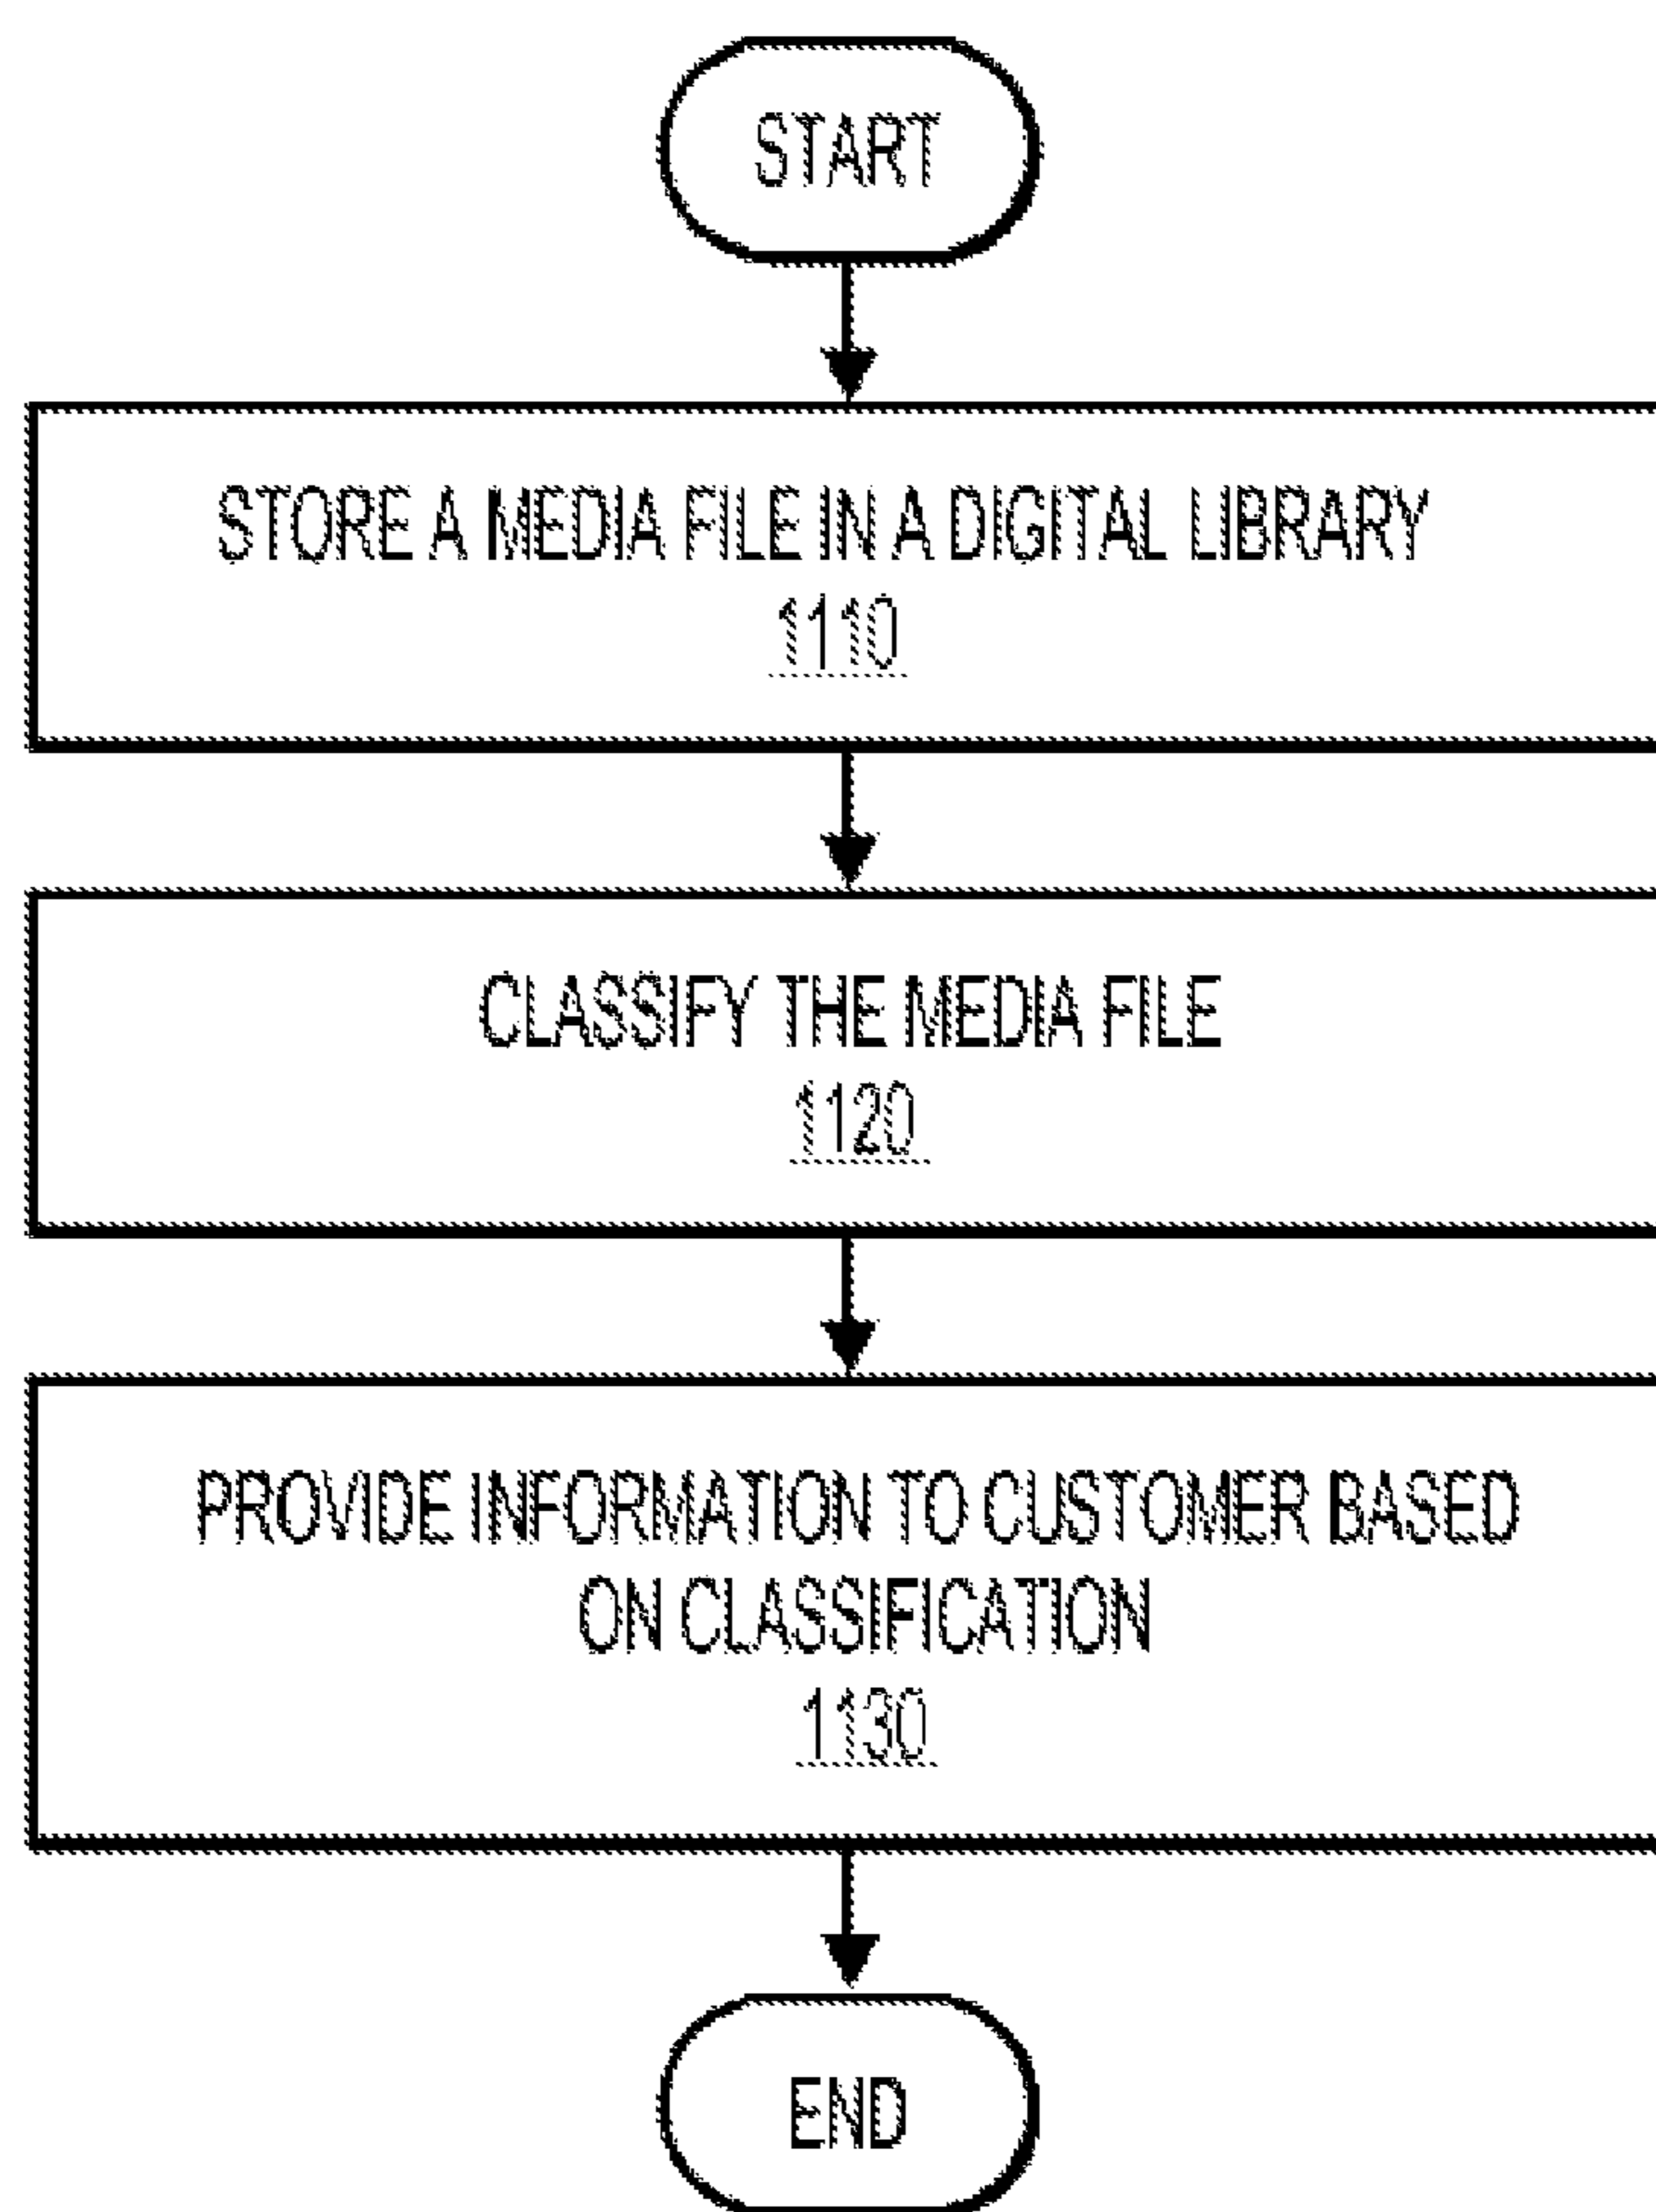 START
STORE A MEDIA FILE IN A DIGITAL LIBRARY
1110
CLASSIFY THE MEDIA FILE
1120
PROVIDE INFORMATION TO CUSTOMER BASED
ON CLASSIFICATION
1130
END